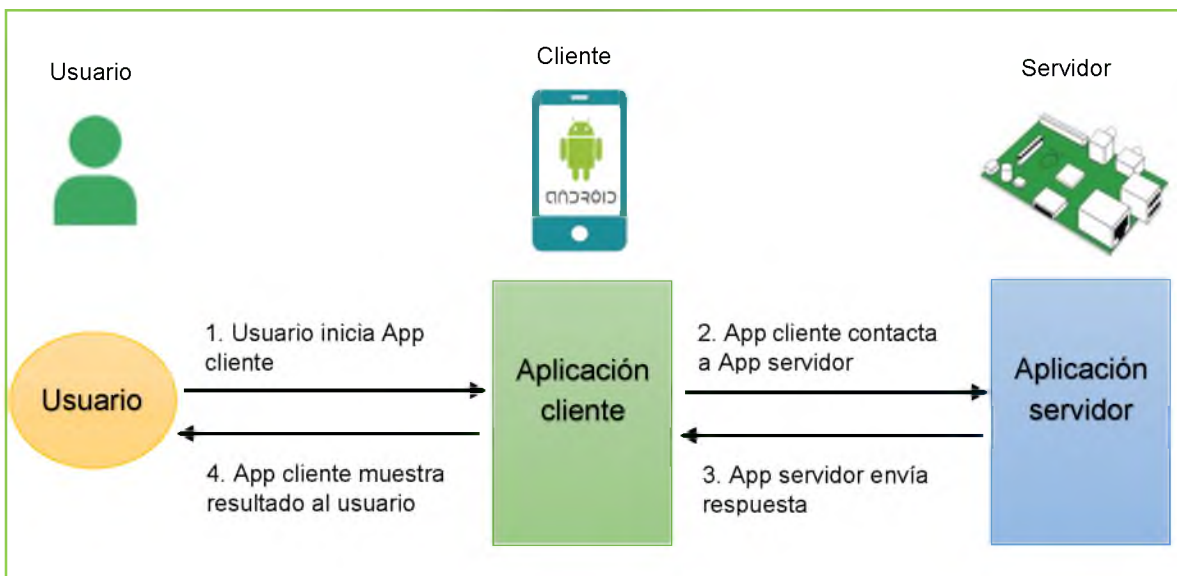 Usuario
Cliente
Servidor
ANDROID
1. Usuario inicia App
cliente
2. App cliente contacta
a App servidor
Usuario
Aplicación
cliente
Aplicación
servidor
4. App cliente muestra
resultado al usuario
3. App servidor envía
respuesta